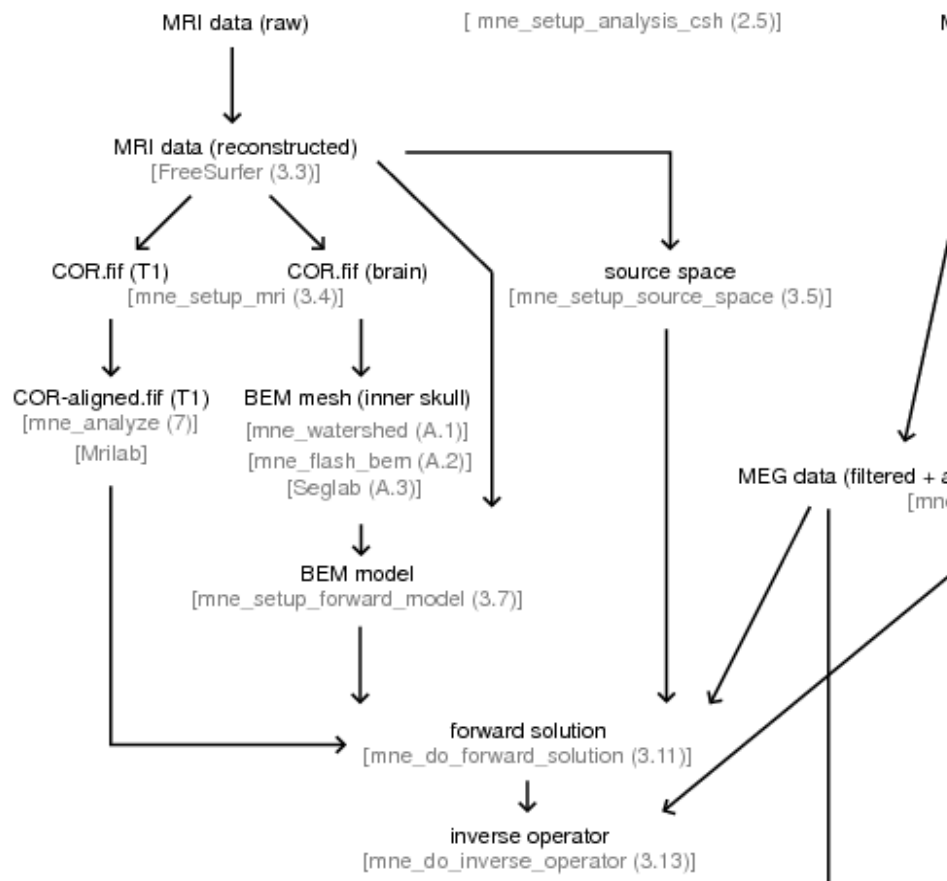 MRI data (raw)
[ mne_setup_analysis_csh (2.5)]
M
MRI data (reconstructed)
[FreeSurfer (3.3)]
COR.fif (T1)
COR.fif (brain)
[mne_setup_mri (3.4)]
source space
[mne_setup_source_space (3.5)]
COR-aligned.fif (T1)
[mne_analyze (7)]
[Mrilab]
BEM mesh (inner skull)
[mne_watershed (A.1)]
[mne_flash_bem (A.2)]
[Seglab (A.3)]
MEG data (filtered + a
[mne
BEM model
[mne_setup_forward_model (3.7)]
forward solution
[mne_do_forward_solution (3.11)]
inverse operator
[mne_do_inverse_operator (3.13)]